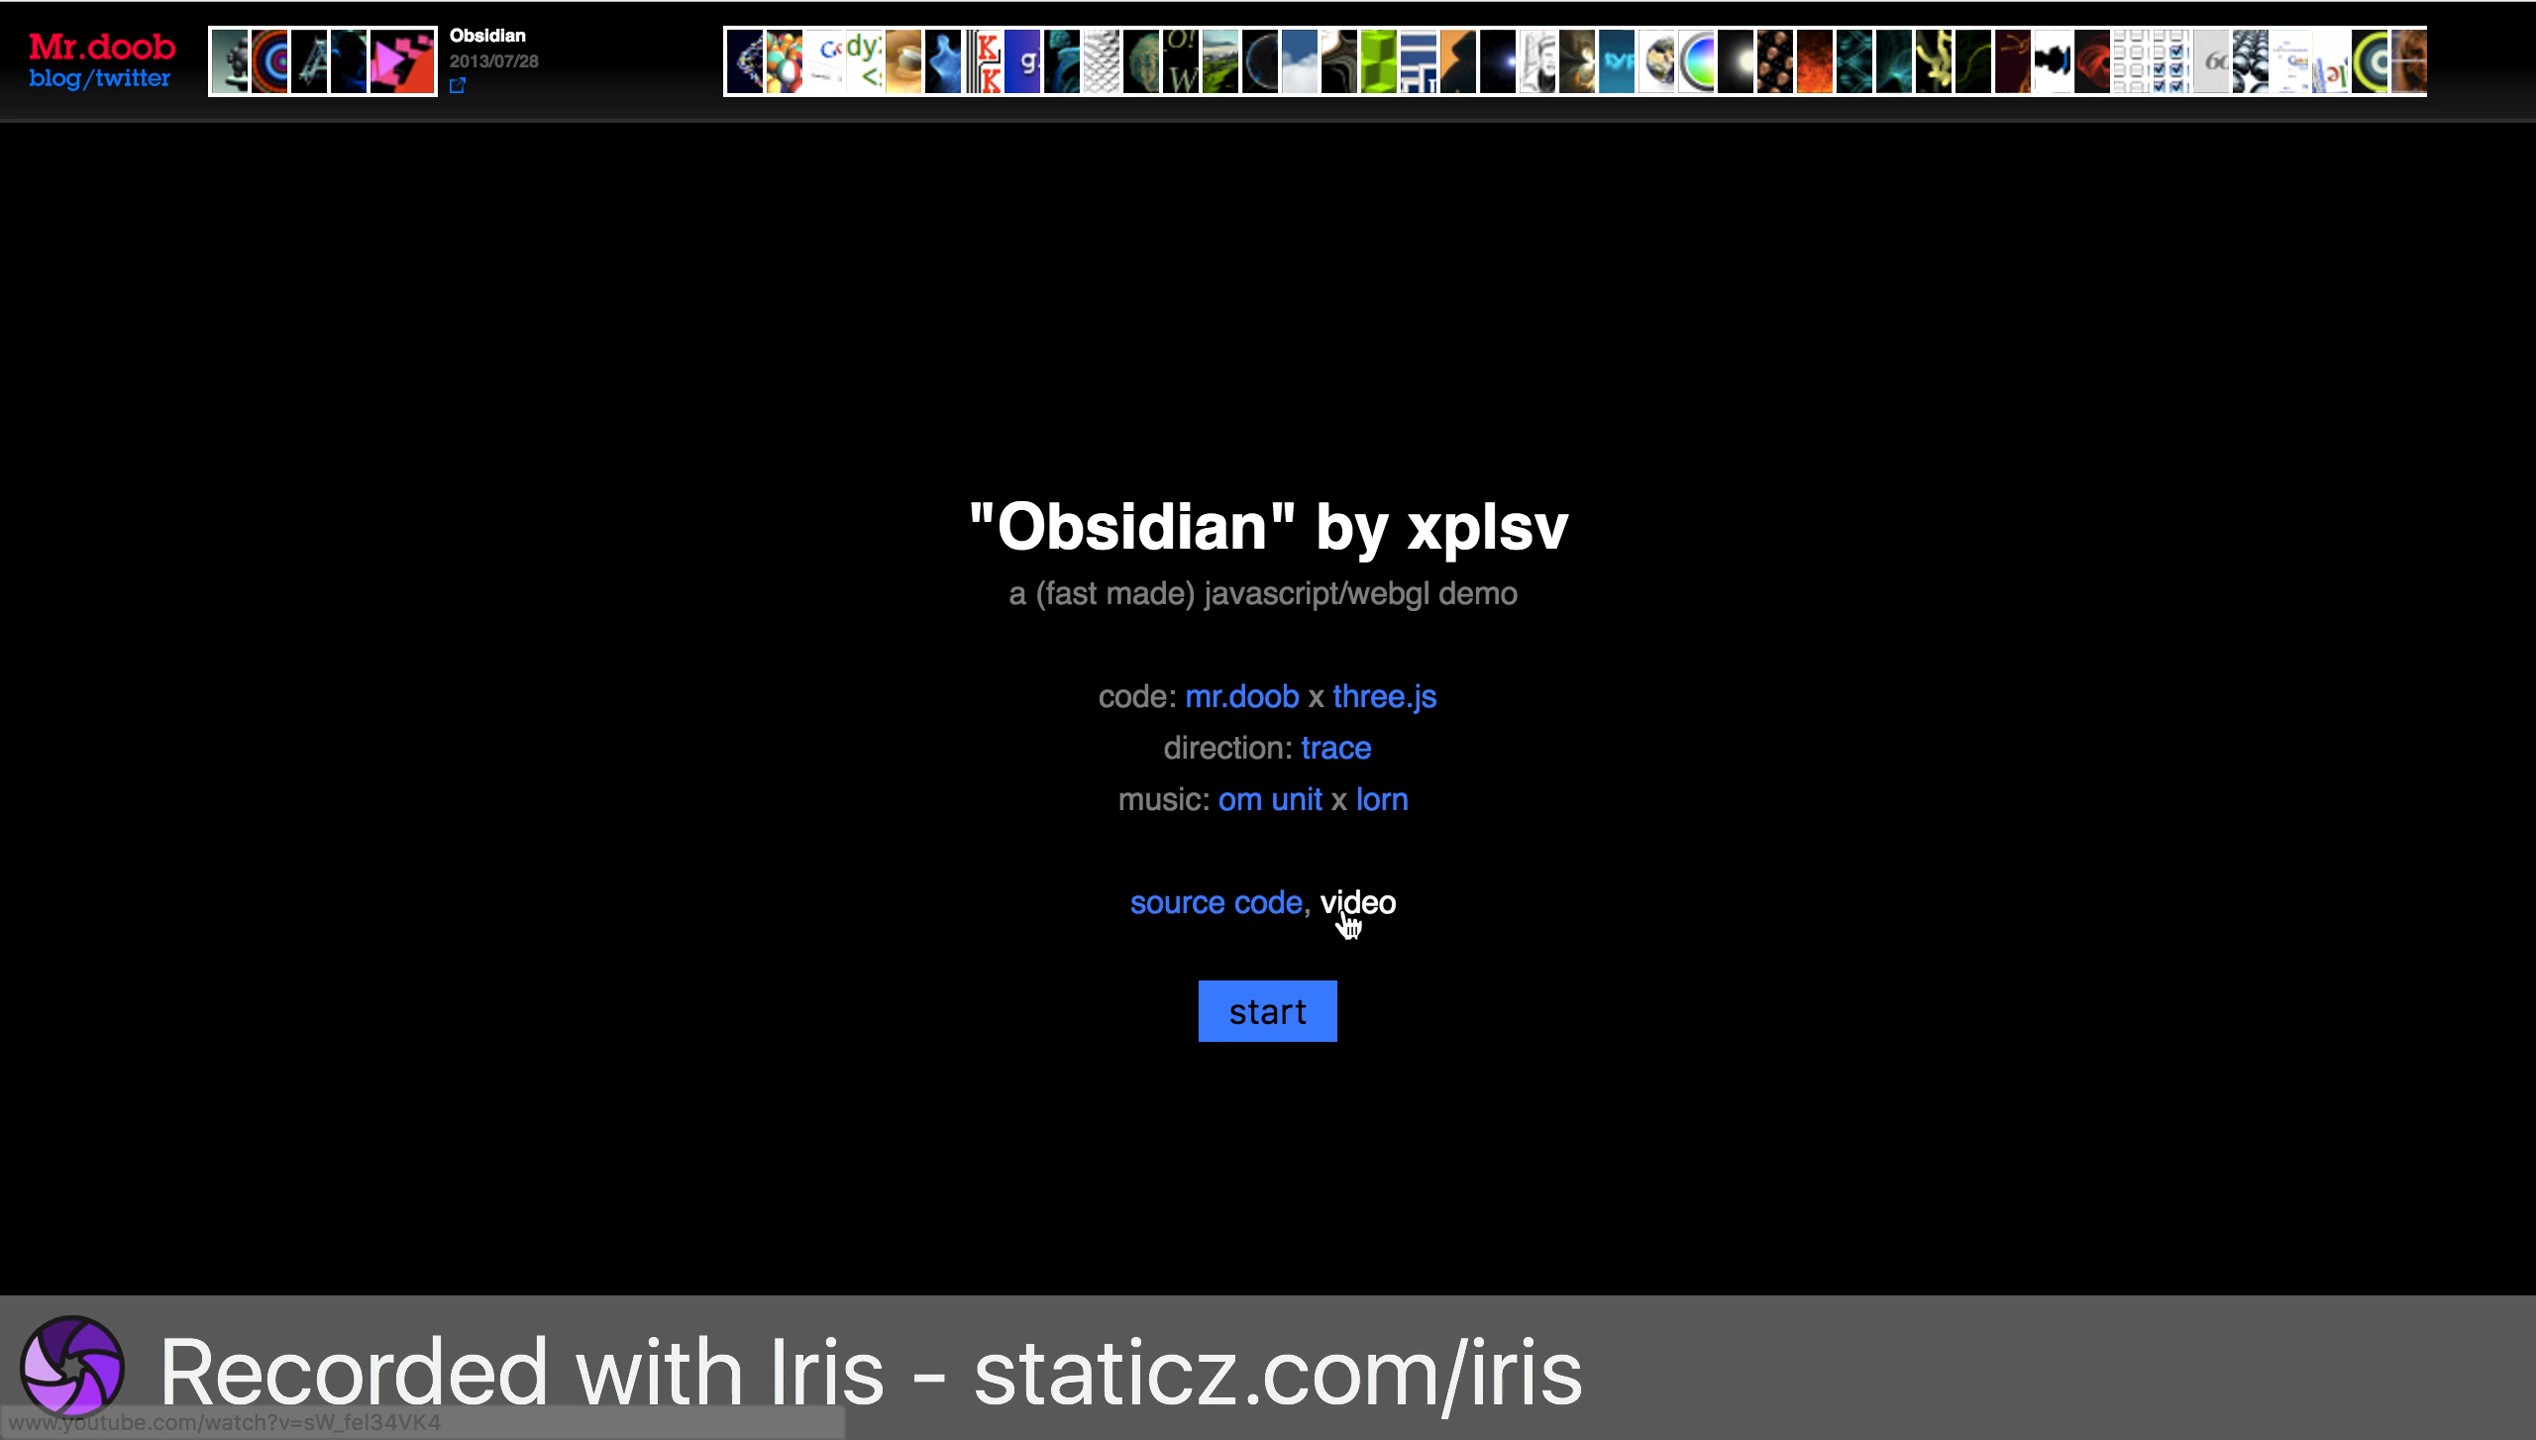 Mr.doob
blog/twitter
Obsidian
2013/07/28
"Obsidian" by xplsv
a (fast made) javascript/webgl demo
code: mr.doob x three.js
direction: trace
music: om unit x lorn
source code, video
start
Recorded with Iris - staticz.com/iris
www.youtube.com/watch?v=sW_fel34VK4